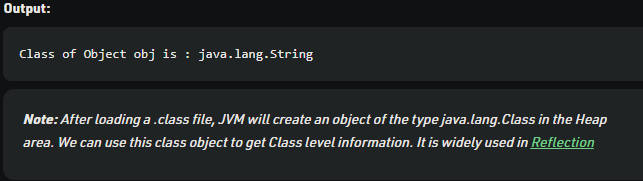 Output:
Class of Object obj is : java.lang.String
Note: After loading a .class file, JVM will create an object of the type java.lang.Class in the Heap
area. We can use this class object to get Class level information. It is widely used in Reflection